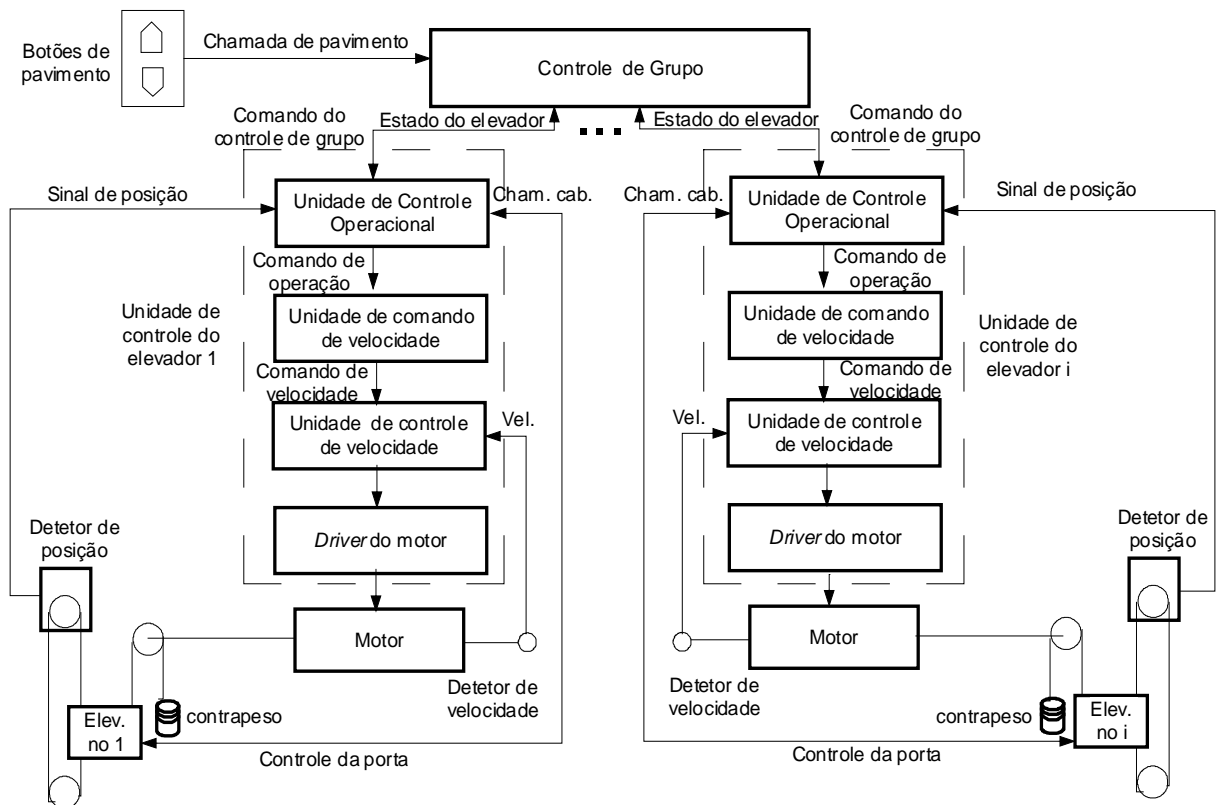 Botões de
pavimento
Chamada de pavimento
Controle de Grupo
Comando do
controle de grupo
Estado do elevador
...
Estado do elevador
Comando do
controle de grupo
Sinal de posição
Unidade de Controle
Operacional
Cham. cab.
Cham. cab.
Unidade de Controle
Operacional
Sinal de posição
Comando de
operação
Comando de
operação
Unidade de
controle do
elevador 1
Unidade de comando
de velocidade
Unidade de comando
de velocidade
Unidade de
controle do
elevador i
Comando de
velocidade
Comando de
velocidade
Unidade de controle
de velocidade
Vel.
Vel.
Unidade de controle
de velocidade
Detetor de
posição
Driver do motor
Driver do motor
Detetor de
posição
Motor
Motor
Detetor de
velocidade
Detetor de
velocidade
Elev.
no 1
contrapeso
contrapeso
Elev.
no i
Controle da porta
Controle da porta